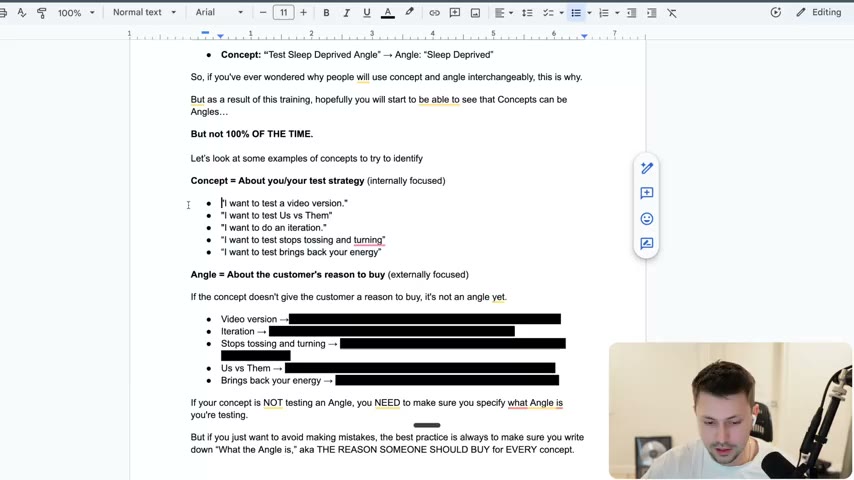 100%
Normal text
Arial
11
Editing
1
1
2
3
4
5
6
7
Concept: "Test Sleep Deprived Angle" → Angle: "Sleep Deprived"
So, if you've ever wondered why people will use concept and angle interchangeably, this is why.
But as a result of this training, hopefully you will start to be able to see that Concepts can be
Angles…
But not 100% OF THE TIME.
Let's look at some examples of concepts to try to identify
Concept = About you/your test strategy (internally focused)
"I want to test a video version."
"I want to test Us vs Them"
"I want to do an iteration."
"I want to test stops tossing and turning"
"I want to test brings back your energy"
Angle = About the customer's reason to buy (externally focused)
If the concept doesn't give the customer a reason to buy, it's not an angle yet.
Video version →
Iteration →
Stops tossing and turning →
Us vs Them →
Brings back your energy →
If your concept is NOT testing an Angle, you NEED to make sure you specify what Angle is
you're testing.
But if you just want to avoid making mistakes, the best practice is always to make sure you write
down "What the Angle is," aka THE REASON SOMEONE SHOULD BUY for EVERY concept.